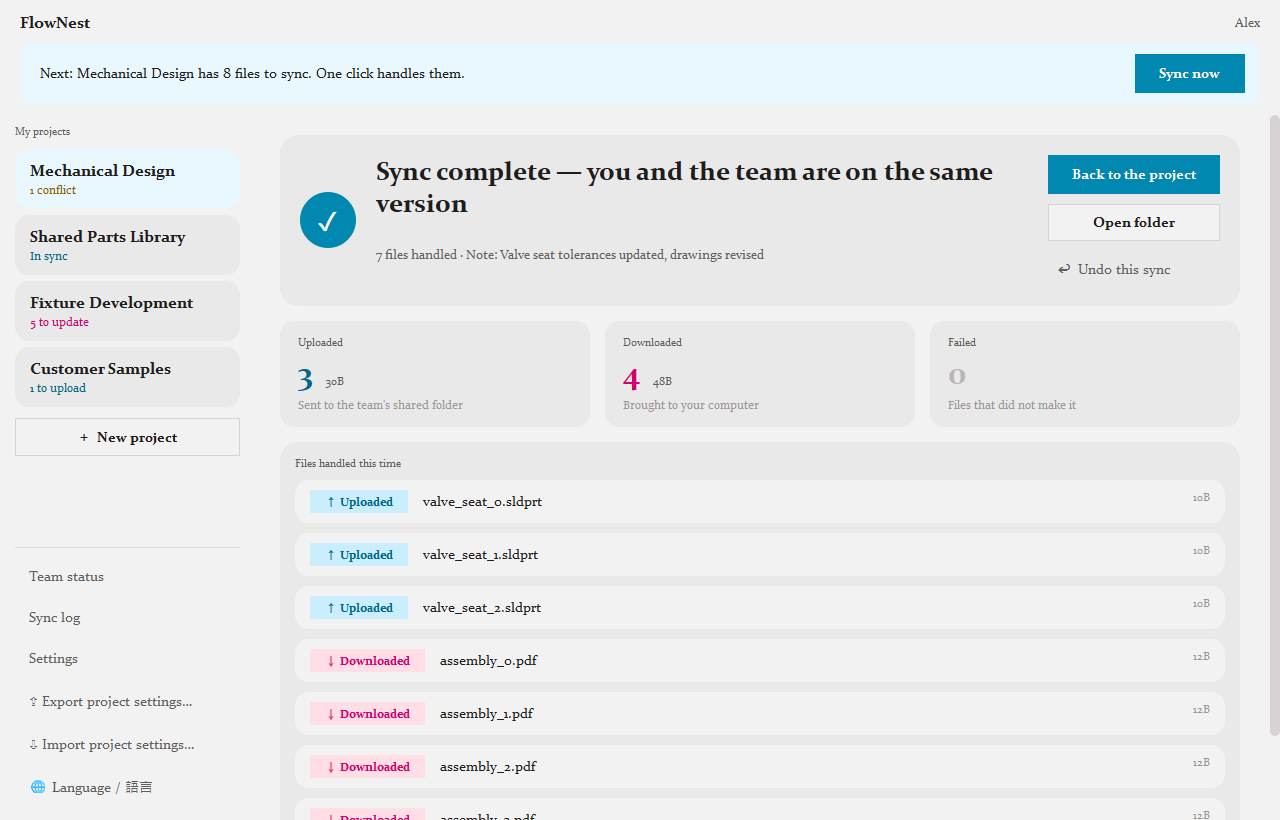 FlowNest
Alex
Next: Mechanical Design has 8 files to sync. One click handles them.
Sync now
My projects
Mechanical Design
1 conflict
Shared Parts Library
In sync
Fixture Development
5 to update
Customer Samples
1 to upload
+ New project
Team status
Sync log
Settings
⇧ Export project settings...
⇩ Import project settings...
🌐 Language / 語言
✓
Sync complete — you and the team are on the same
version
7 files handled · Note: Valve seat tolerances updated, drawings revised
Back to the project
Open folder
↩ Undo this sync
Uploaded
3 30B
Sent to the team's shared folder
Downloaded
4 48B
Brought to your computer
Failed
0
Files that did not make it
Files handled this time
↑ Uploaded valve_seat_0.sldprt 10B
↑ Uploaded valve_seat_1.sldprt 10B
↑ Uploaded valve_seat_2.sldprt 10B
↓ Downloaded assembly_0.pdf 12B
↓ Downloaded assembly_1.pdf 12B
↓ Downloaded assembly_2.pdf 12B
↓ Downloaded assembly_3.pdf 12B